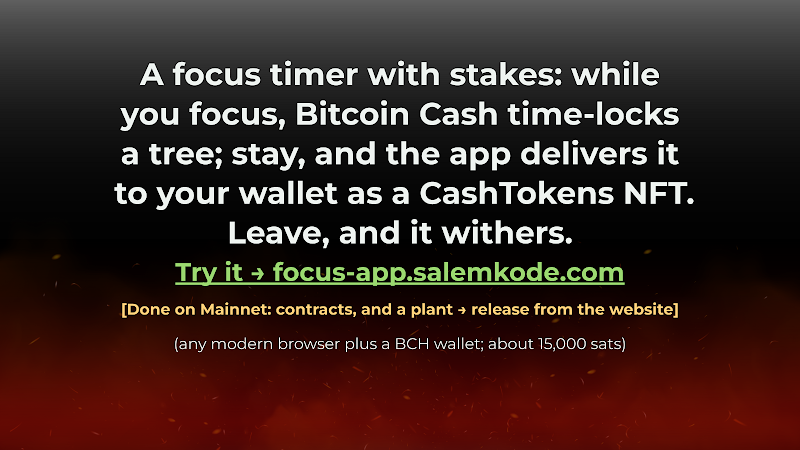 A focus timer with stakes: while
you focus, Bitcoin Cash time-locks
a tree; stay, and the app delivers it
to your wallet as a CashTokens NFT.
Leave, and it withers.
Try it → focus-app.salemkode.com
[Done on Mainnet: contracts, and a plant → release from the website]
(any modern browser plus a BCH wallet; about 15,000 sats)